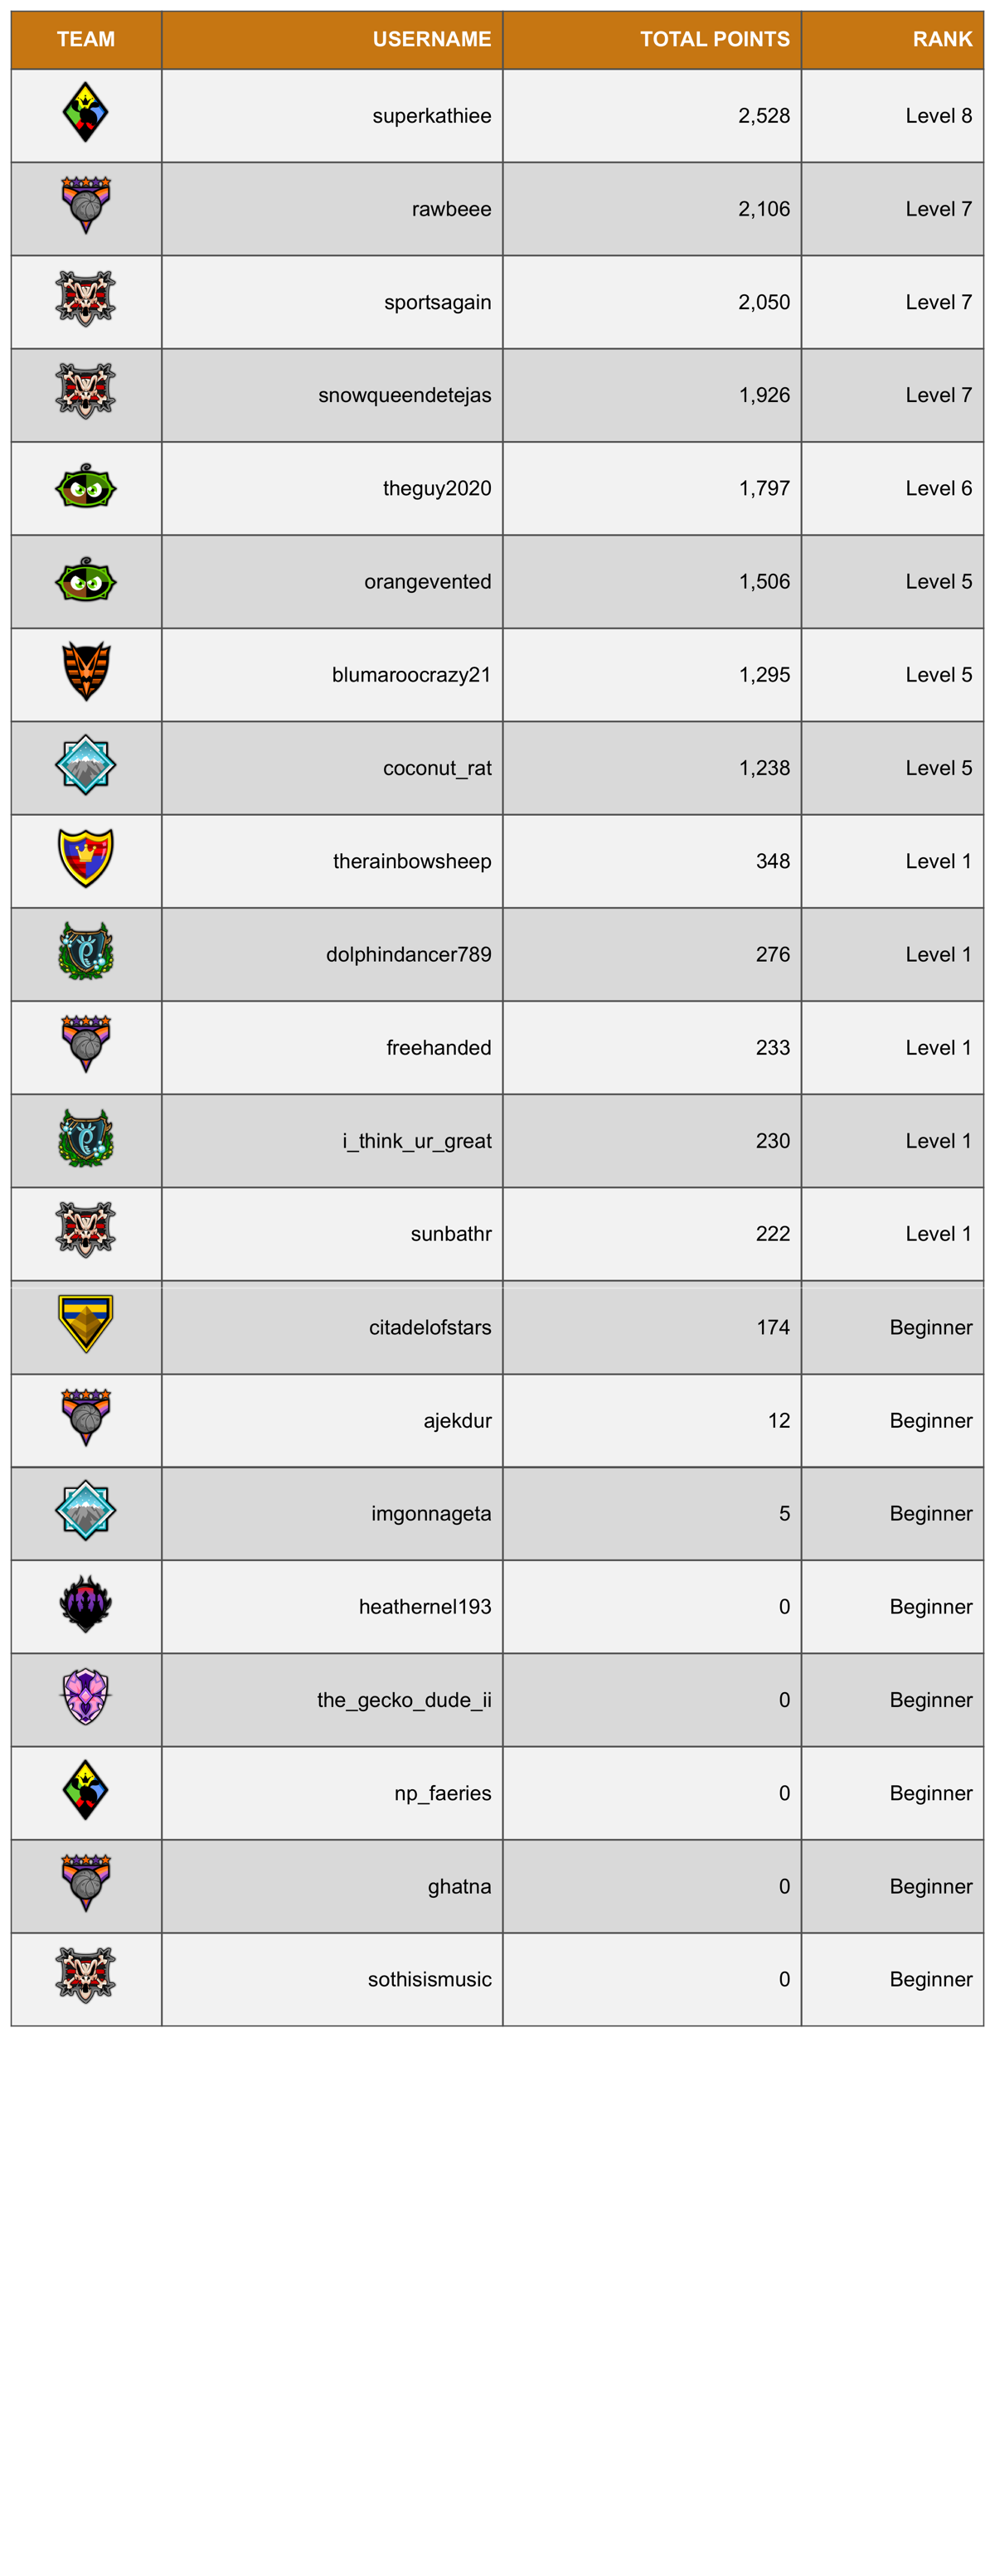 TEAM USERNAME TOTAL POINTS RANK
superkathiee 2,528 Level 8
rawbeee 2,106 Level 7
sportsagain 2,050 Level 7
snowqueendetejas 1,926 Level 7
theguy2020 1,797 Level 6
orangevented 1,506 Level 5
blumaroocrazy21 1,295 Level 5
coconut_rat 1,238 Level 5
therainbowsheep 348 Level 1
dolphindancer789 276 Level 1
freehanded 233 Level 1
i_think_ur_great 230 Level 1
sunbathr 222 Level 1
citadelofstars 174 Beginner
ajekdur 12 Beginner
imgonnageta 5 Beginner
heathernel193 0 Beginner
the_gecko_dude_ii 0 Beginner
np_faeries 0 Beginner
ghatna 0 Beginner
sothisismusic 0 Beginner